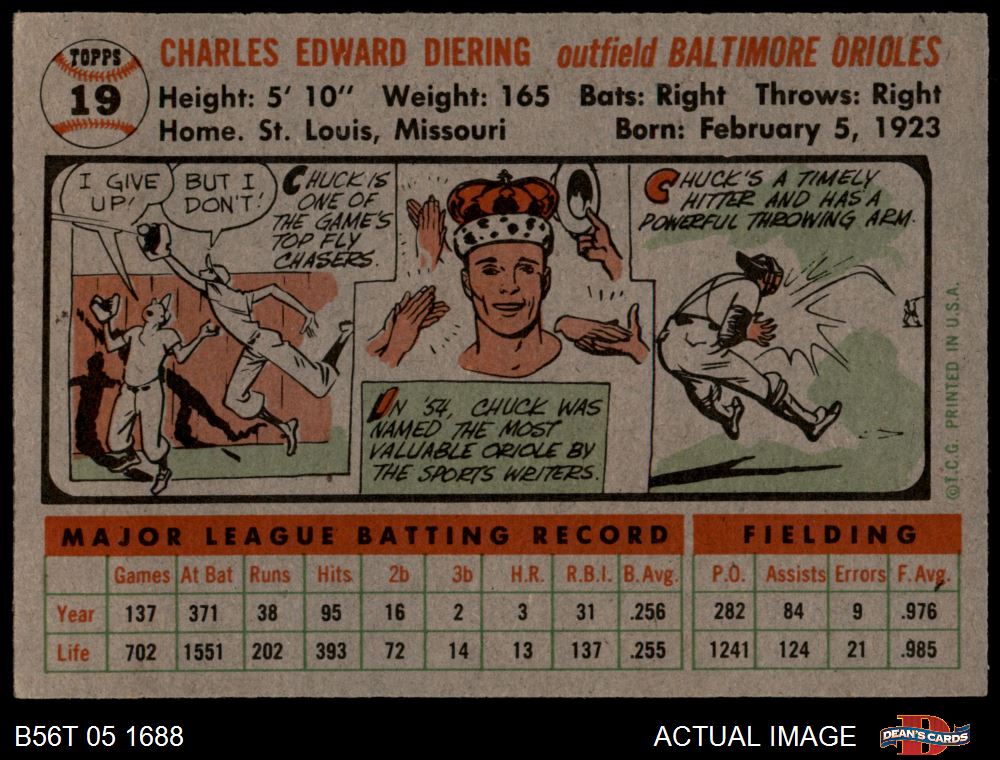 TOPPS
19
CHARLES EDWARD DIERING outfield BALTIMORE ORIOLES
Height: 5' 10" Weight: 165 Bats: Right Throws: Right
Home. St. Louis, Missouri Born: February 5, 1923
I GIVE
UP!
BUT I
DON'T!
CHUCK IS
ONE OF
THE GAME'S
TOP FLY
CHASERS.
IN '54, CHUCK WAS
NAMED THE MOST
VALUABLE ORIOLE BY
THE SPORTS WRITERS.
CHUCK'S A TIMELY
HITTER AND HAS A
POWERFUL THROWING ARM.
©T.C.G. PRINTED IN U.S.A.
MAJOR LEAGUE BATTING RECORD FIELDING
Games At Bat Runs Hits 2b 3b H.R. R.B.I. B. Avg. P.O. Assists Errors F. Avg.
Year 137 371 38 95 16 2 3 31 .256 282 84 9 .976
Life 702 1551 202 393 72 14 13 137 .255 1241 124 21 .985
B56T 05 1688 ACTUAL IMAGE DEAN'S CARDS